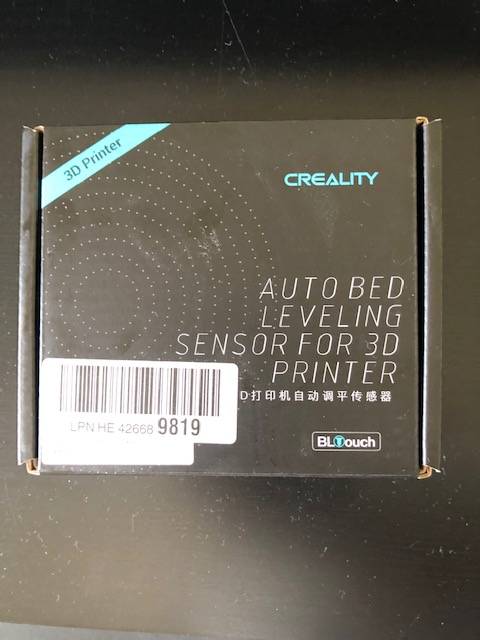 3D Printer
CREALITY
AUTO BED
LEVELING
SENSOR FOR 3D
PRINTER
D打印机自动调平传感器
LPN HE 42668 9819
BLTouch